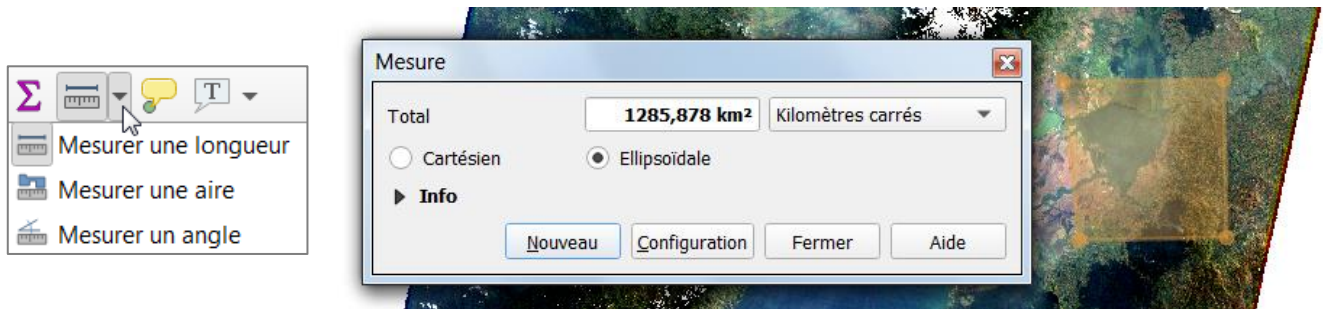 Σ T
Mesurer une longueur
Mesurer une aire
Mesurer un angle
Mesure
Total 1285,878 km² Kilomètres carrés
Cartésien Ellipsoïdale
Info
Nouveau Configuration Fermer Aide